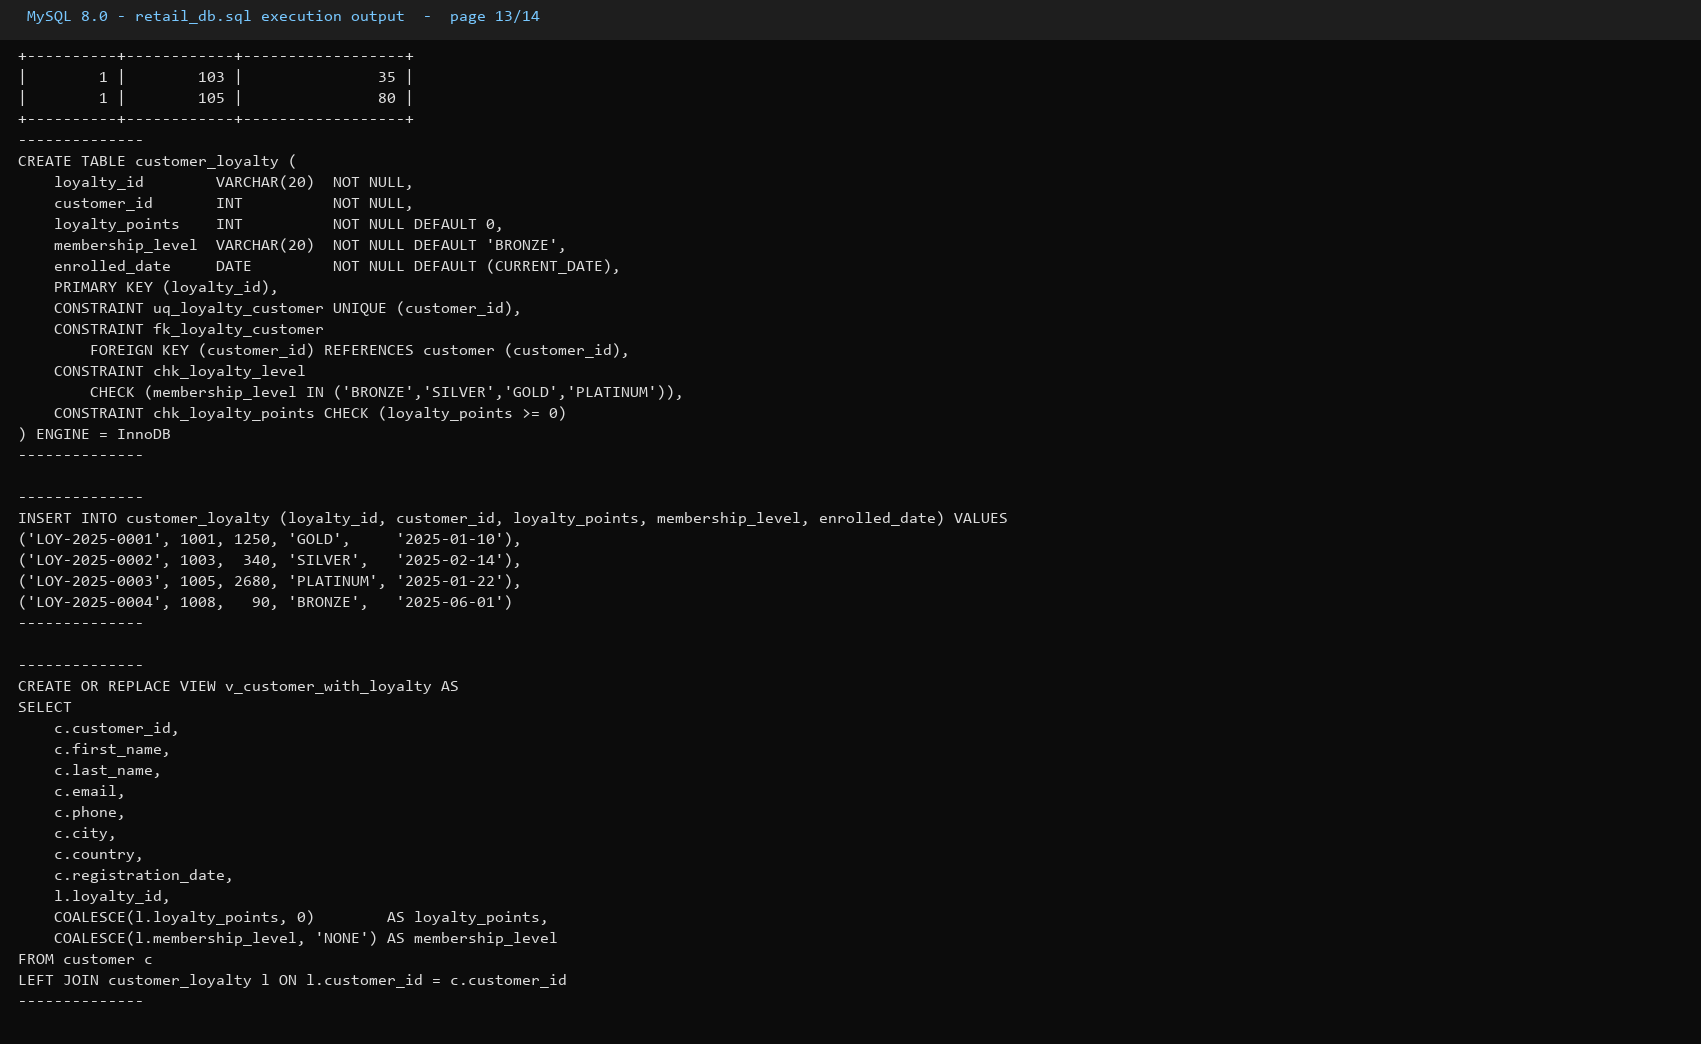 MySQL 8.0 - retail_db.sql execution output  -  page 13/14
+----------+------------+------------------+
|        1 |        103 |               35 |
|        1 |        105 |               80 |
+----------+------------+------------------+
--------------
CREATE TABLE customer_loyalty (
    loyalty_id        VARCHAR(20)  NOT NULL,
    customer_id       INT          NOT NULL,
    loyalty_points    INT          NOT NULL DEFAULT 0,
    membership_level  VARCHAR(20)  NOT NULL DEFAULT 'BRONZE',
    enrolled_date     DATE         NOT NULL DEFAULT (CURRENT_DATE),
    PRIMARY KEY (loyalty_id),
    CONSTRAINT uq_loyalty_customer UNIQUE (customer_id),
    CONSTRAINT fk_loyalty_customer
        FOREIGN KEY (customer_id) REFERENCES customer (customer_id),
    CONSTRAINT chk_loyalty_level
        CHECK (membership_level IN ('BRONZE','SILVER','GOLD','PLATINUM')),
    CONSTRAINT chk_loyalty_points CHECK (loyalty_points >= 0)
) ENGINE = InnoDB
--------------

--------------
INSERT INTO customer_loyalty (loyalty_id, customer_id, loyalty_points, membership_level, enrolled_date) VALUES
('LOY-2025-0001', 1001, 1250, 'GOLD',     '2025-01-10'),
('LOY-2025-0002', 1003,  340, 'SILVER',   '2025-02-14'),
('LOY-2025-0003', 1005, 2680, 'PLATINUM', '2025-01-22'),
('LOY-2025-0004', 1008,   90, 'BRONZE',   '2025-06-01')
--------------

--------------
CREATE OR REPLACE VIEW v_customer_with_loyalty AS
SELECT
    c.customer_id,
    c.first_name,
    c.last_name,
    c.email,
    c.phone,
    c.city,
    c.country,
    c.registration_date,
    l.loyalty_id,
    COALESCE(l.loyalty_points, 0)        AS loyalty_points,
    COALESCE(l.membership_level, 'NONE') AS membership_level
FROM customer c
LEFT JOIN customer_loyalty l ON l.customer_id = c.customer_id
--------------